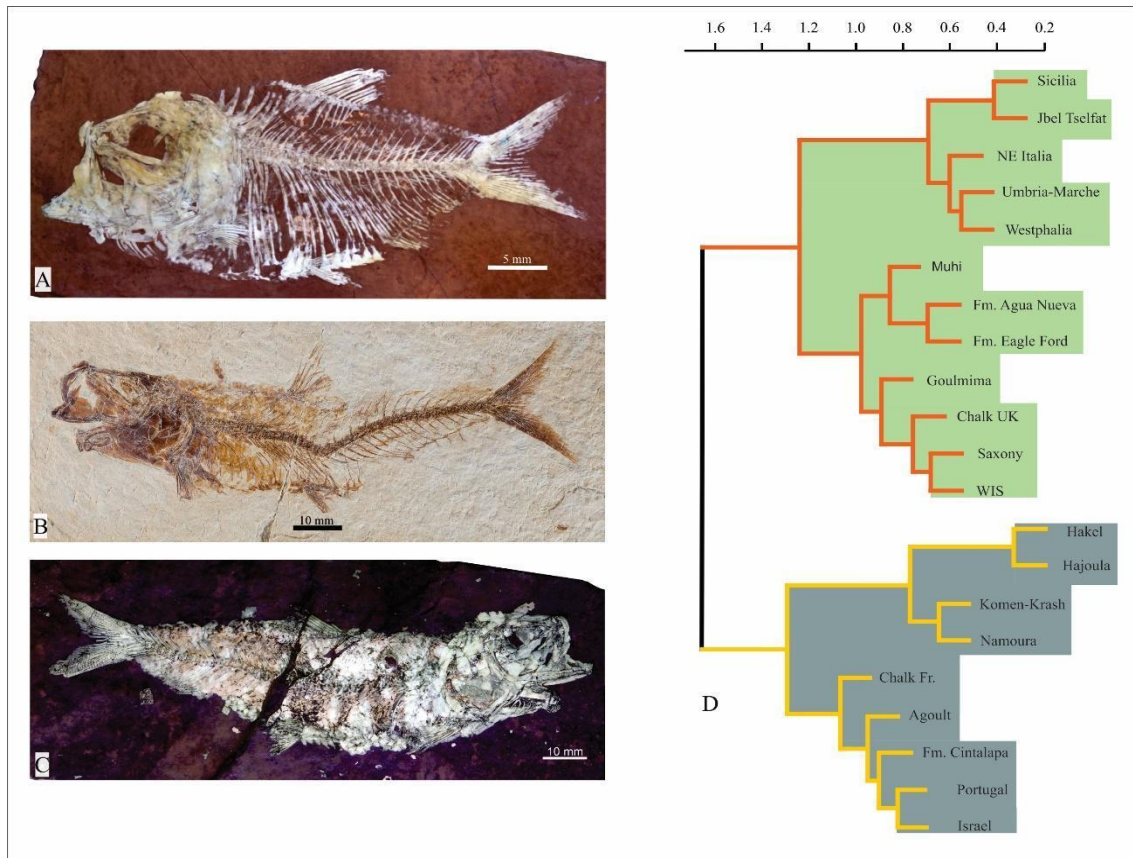 A
5 mm
B
10 mm
C
10 mm
1.6 1.2 1.0 0.8 0.6 0.4 0.2
Sicilia
Jbel Tselfat
NE Italia
Umbria-Marche
Westphalia
Muhi
Fm. Agua Nueva
Fm. Eagle Ford
Goulmima
Chalk UK
Saxony
WIS
Hakel
Hajoula
Komen-Krash
Namoura
Chalk Fr.
D
Agoult
Fm. Cintalapa
Portugal
Israel